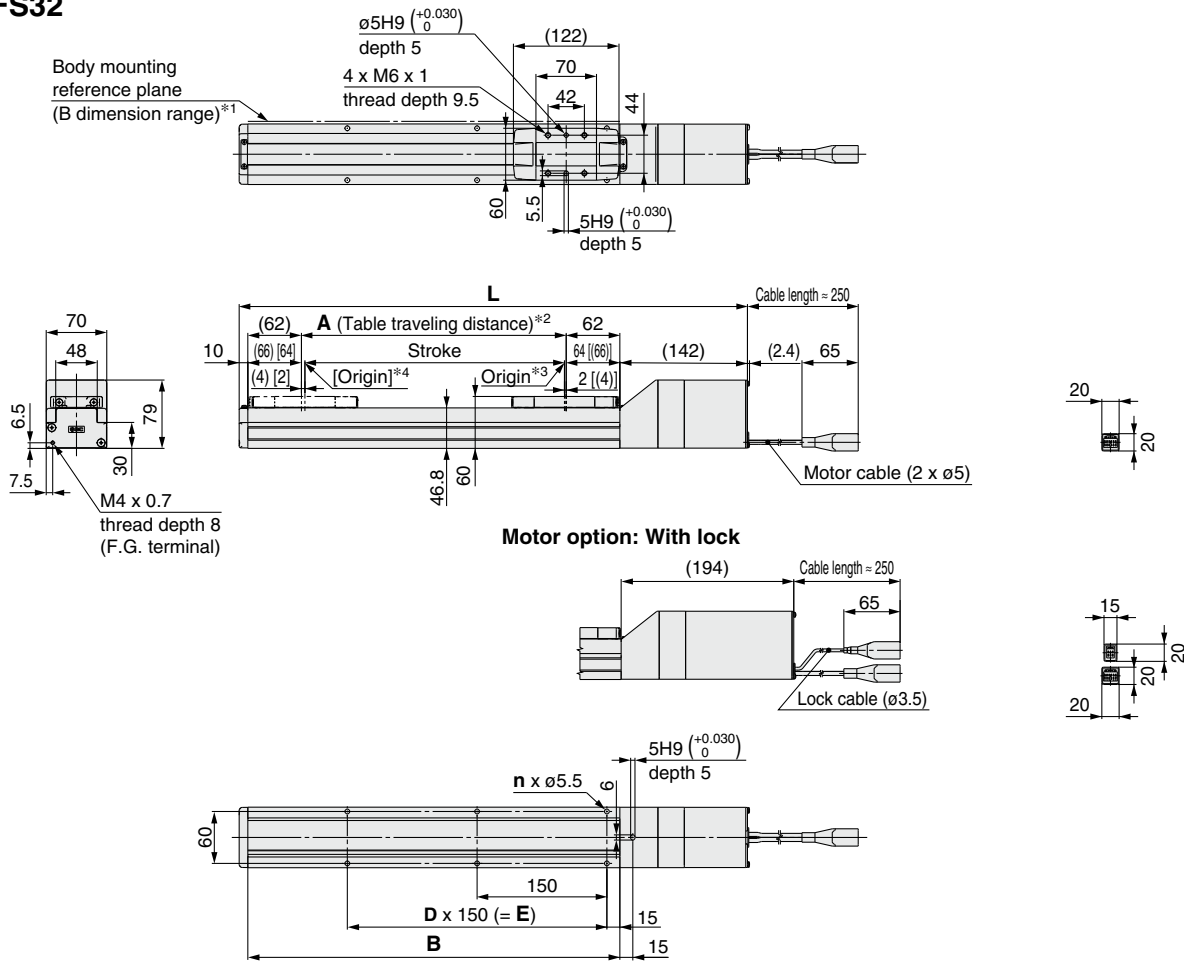 FS32
ø5H9 (+0.030 0)
depth 5
(122)
Body mounting
reference plane
(B dimension range)*1
4 x M6 x 1
thread depth 9.5
70
42
44
60
5.5
5H9 (+0.030 0)
depth 5
L
Cable length ≈ 250
70
48
(62)
A (Table traveling distance)*2
62
10
(66) [64]
Stroke
64 [(66)]
(142)
(2.4)
65
(4) [2]
[Origin]*4
Origin*3
2 [(4)]
6.5
79
30
7.5
46.8
60
20
20
Motor cable (2 x ø5)
M4 x 0.7
thread depth 8
(F.G. terminal)
Motor option: With lock
(194)
Cable length ≈ 250
65
15
20
20
20
Lock cable (ø3.5)
5H9 (+0.030 0)
depth 5
n x ø5.5
6
60
150
D x 150 (= E)
15
B
15